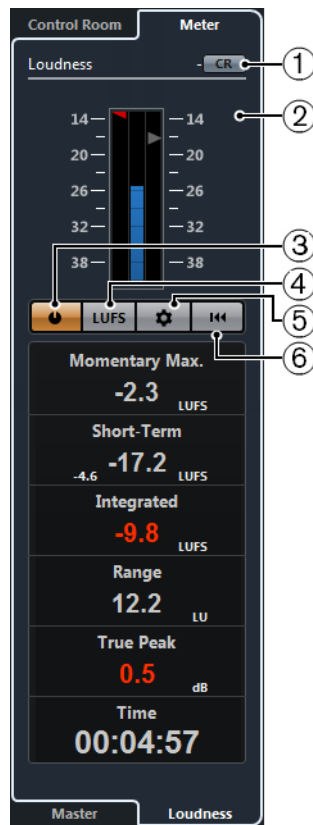 Control Room Meter
Loudness - CR 1
14 14 2
20 20
26 26
32 32
38 38
3
4
LUFS
5
6
Momentary Max.
-2.3 LUFS
Short-Term
-4.6 -17.2 LUFS
Integrated
-9.8 LUFS
Range
12.2 LU
True Peak
0.5 dB
Time
00:04:57
Master Loudness